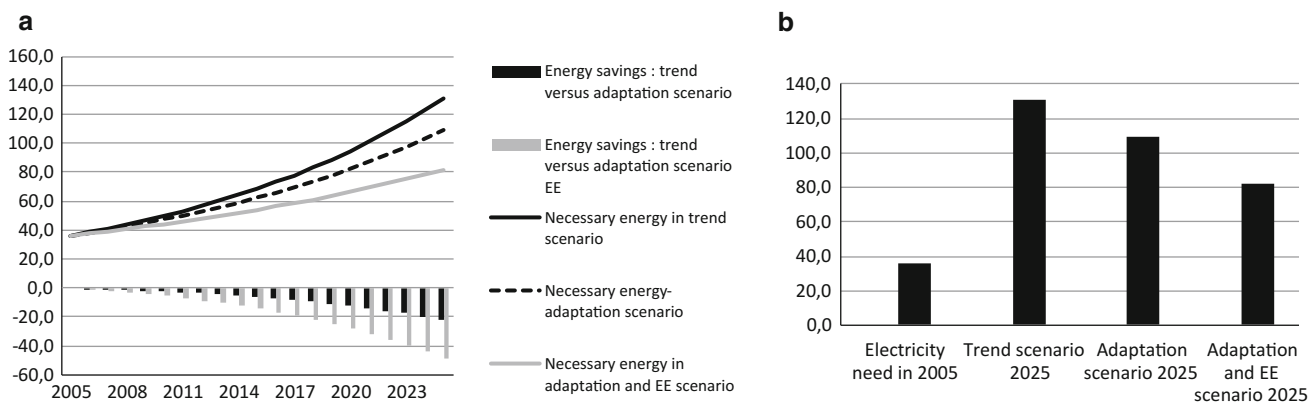 a
160,0
140,0
120,0
100,0
80,0
60,0
40,0
20,0
0,0
-20,0
-40,0
-60,0
2005 2008 2011 2014 2017 2020 2023
Energy savings : trend
versus adaptation scenario
Energy savings : trend
versus adaptation scenario
EE
Necessary energy in trend
scenario
Necessary energy-
adaptation scenario
Necessary energy in
adaptation and EE scenario
b
140,0
120,0
100,0
80,0
60,0
40,0
20,0
0,0
Electricity
need in 2005
Trend scenario
2025
Adaptation
scenario 2025
Adaptation
and EE
scenario 2025